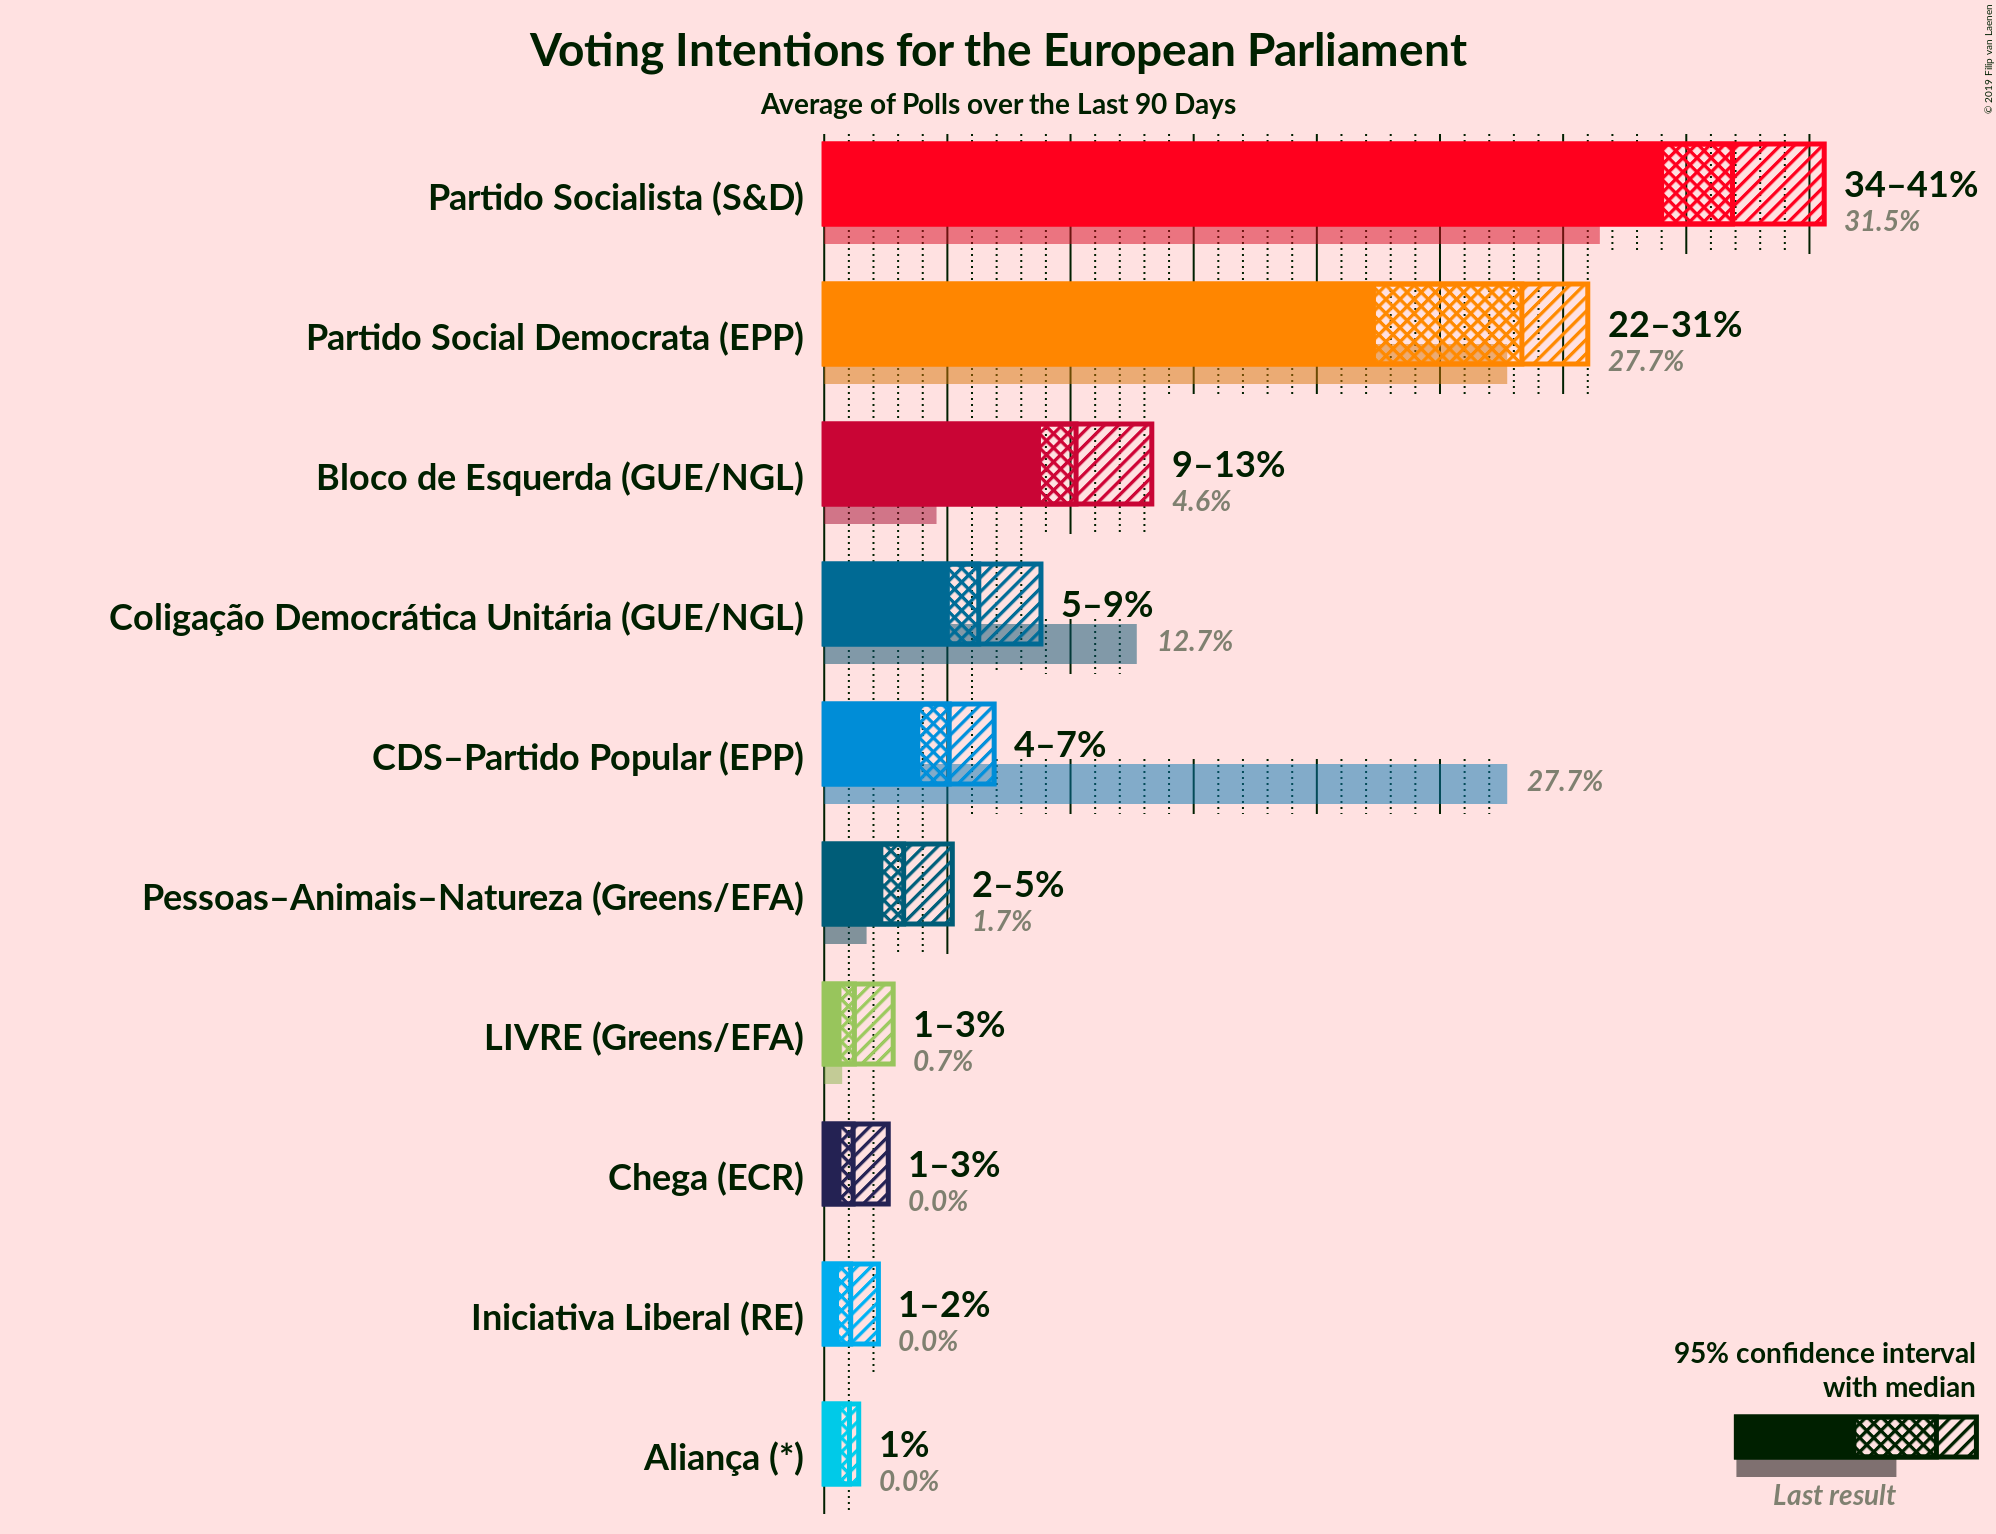 © 2019 Filip van Laenen
Voting Intentions for the European Parliament
Average of Polls over the Last 90 Days
Partido Socialista (S&D)
34–41%
31.5%
Partido Social Democrata (EPP)
22–31%
27.7%
Bloco de Esquerda (GUE/NGL)
9–13%
4.6%
Coligação Democrática Unitária (GUE/NGL)
5–9%
12.7%
CDS–Partido Popular (EPP)
4–7%
27.7%
Pessoas–Animais–Natureza (Greens/EFA)
2–5%
1.7%
LIVRE (Greens/EFA)
1–3%
0.7%
Chega (ECR)
1–3%
0.0%
Iniciativa Liberal (RE)
1–2%
0.0%
Aliança (*)
1%
0.0%
95% confidence interval
with median
Last result